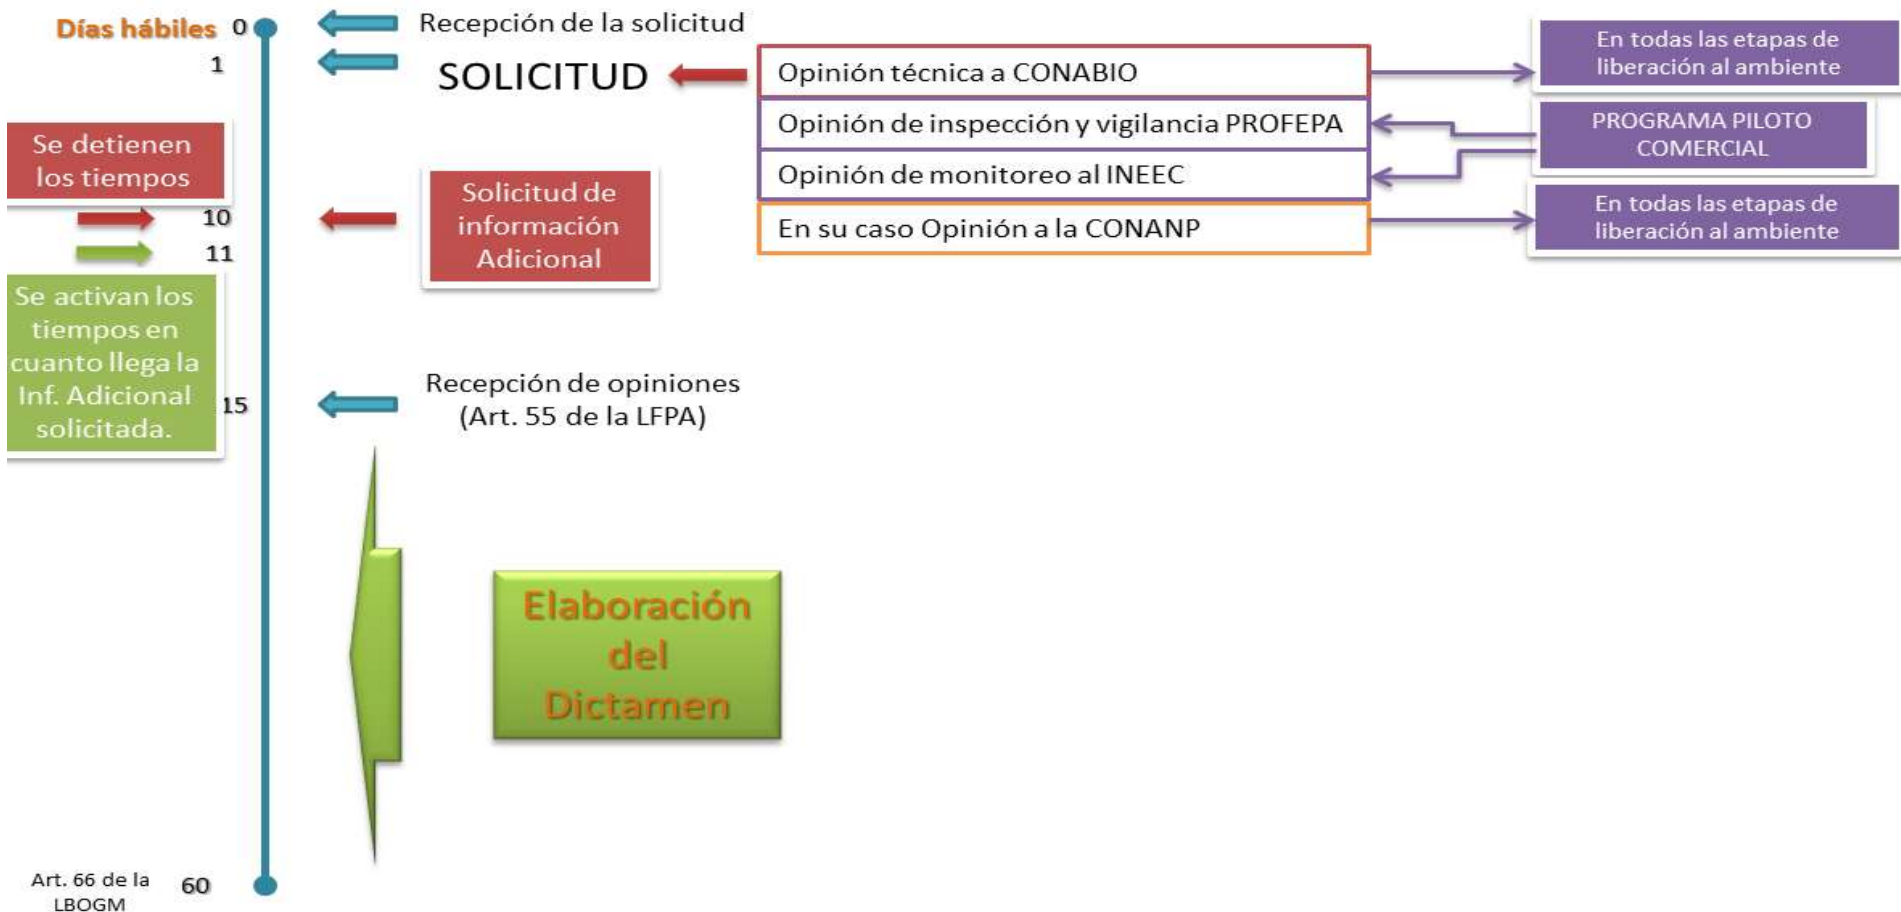 Días hábiles 0
Recepción de la solicitud
1
SOLICITUD
Opinión técnica a CONABIO
En todas las etapas de
liberación al ambiente
Opinión de inspección y vigilancia PROFEPA
PROGRAMA PILOTO
COMERCIAL
Opinión de monitoreo al INEEC
En su caso Opinión a la CONANP
En todas las etapas de
liberación al ambiente
Se detienen
los tiempos
10
Solicitud de
información
Adicional
11
Se activan los
tiempos en
cuanto llega la
Inf. Adicional
solicitada.
15
Recepción de opiniones
(Art. 55 de la LFPA)
Elaboración
del
Dictamen
Art. 66 de la
LBOGM
60